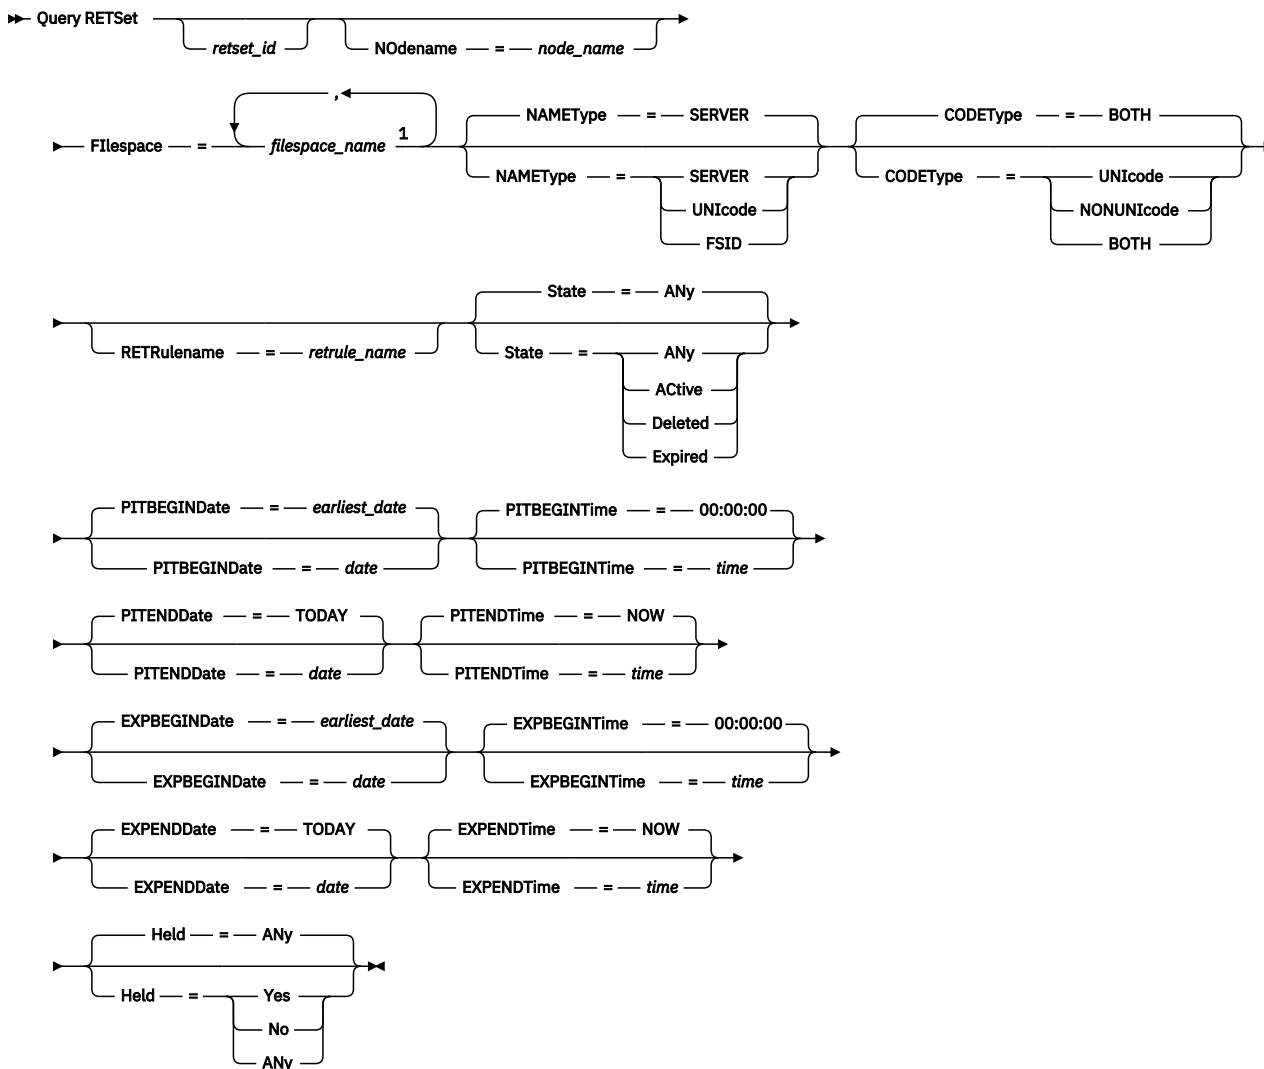 Query RETSet
retset_id NOdename = node_name
,
FIlespace = filespace_name 1
NAMEType = SERVER CODEType = BOTH
NAMEType = SERVER CODEType = UNIcode
UNIcode NONUNIcode
FSID BOTH
State = ANy
RETRulename = retrule_name State = ANy
ACtive
Deleted
Expired
PITBEGINDate = earliest_date PITBEGINTime = 00:00:00
PITBEGINDate = date PITBEGINTime = time
PITENDDate = TODAY PITENDTime = NOW
PITENDDate = date PITENDTime = time
EXPBEGINDate = earliest_date EXPBEGINTime = 00:00:00
EXPBEGINDate = date EXPBEGINTime = time
EXPENDDate = TODAY EXPENDTime = NOW
EXPENDDate = date EXPENDTime = time
Held = ANy
Held = Yes
No
ANy